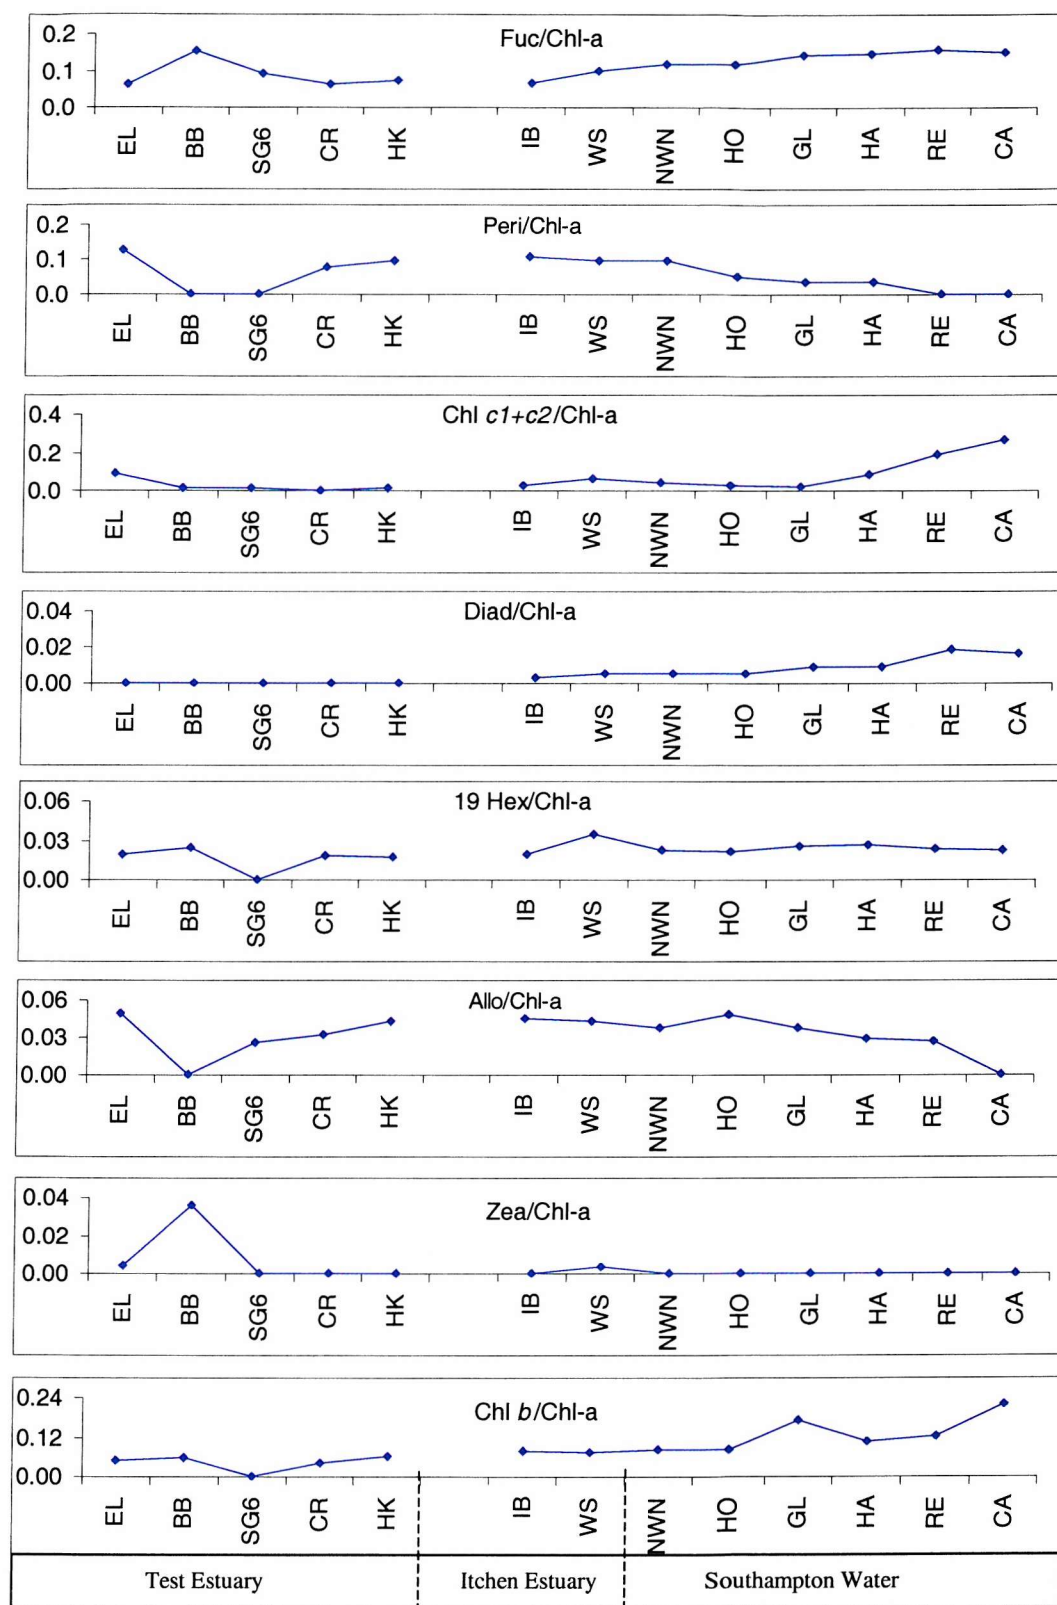 Fuc/Chl-a
0.2
0.1
0.0
EL BB SG6 CR HK IB WS NWN HO GL HA RE CA
Peri/Chl-a
0.2
0.1
0.0
EL BB SG6 CR HK IB WS NWN HO GL HA RE CA
Chl c1+c2/Chl-a
0.4
0.2
0.0
EL BB SG6 CR HK IB WS NWN HO GL HA RE CA
Diad/Chl-a
0.04
0.02
0.00
EL BB SG6 CR HK IB WS NWN HO GL HA RE CA
19 Hex/Chl-a
0.06
0.03
0.00
EL BB SG6 CR HK IB WS NWN HO GL HA RE CA
Allo/Chl-a
0.06
0.03
0.00
EL BB SG6 CR HK IB WS NWN HO GL HA RE CA
Zea/Chl-a
0.04
0.02
0.00
EL BB SG6 CR HK IB WS NWN HO GL HA RE CA
Chl b/Chl-a
0.24
0.12
0.00
EL BB SG6 CR HK IB WS NWN HO GL HA RE CA
Test Estuary Itchen Estuary Southampton Water